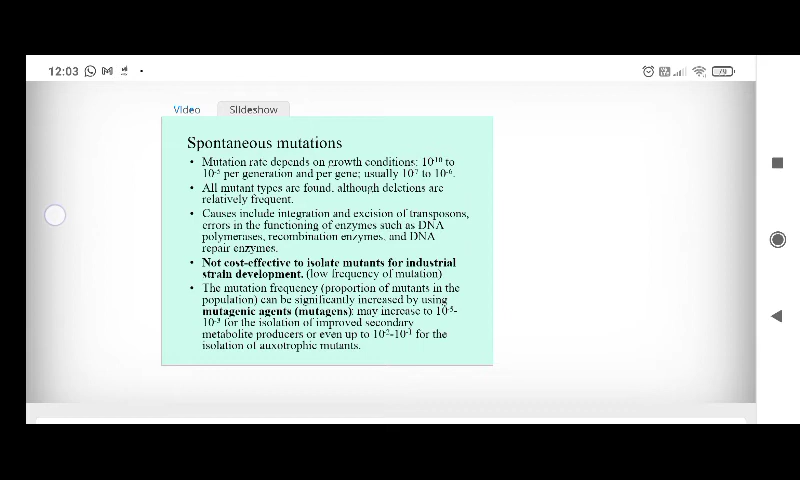 12:03
79
Video
Slideshow
Spontaneous mutations
• Mutation rate depends on growth conditions: 10⁻¹⁰ to
10⁻⁵ per generation and per gene; usually 10⁻⁷ to 10⁻⁶.
• All mutant types are found, although deletions are
relatively frequent.
• Causes include integration and excision of transposons,
errors in the functioning of enzymes such as DNA
polymerases, recombination enzymes, and DNA
repair enzymes.
• Not cost-effective to isolate mutants for industrial
strain development. (low frequency of mutation)
• The mutation frequency (proportion of mutants in the
population) can be significantly increased by using
mutagenic agents (mutagens): may increase to 10⁻⁵-
10⁻³ for the isolation of improved secondary
metabolite producers or even up to 10⁻²-10⁻¹ for the
isolation of auxotrophic mutants.